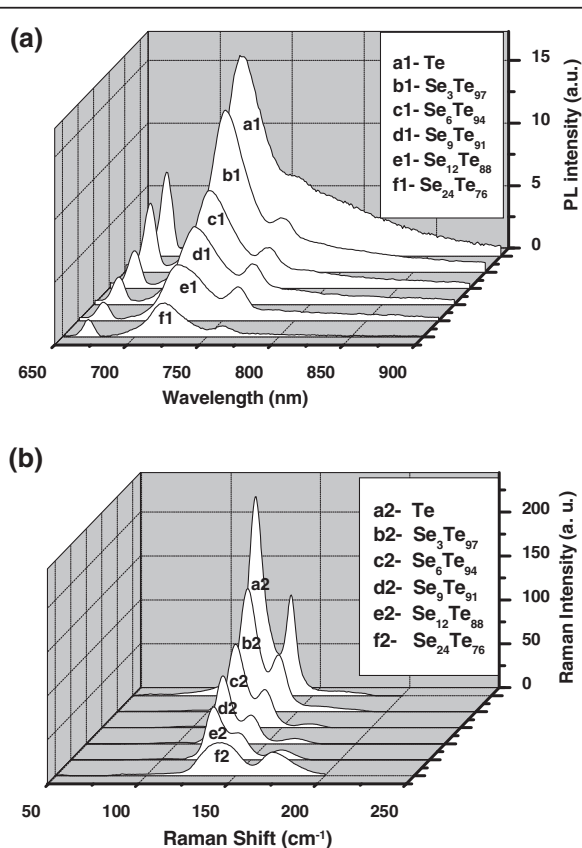 (a)
a1- Te
b1- Se3Te97
c1- Se6Te94
d1- Se9Te91
e1- Se12Te88
f1- Se24Te76
15
10
5
0
PL intensity (a.u.)
a1
b1
c1
d1
e1
f1
650 700 750 800 850 900
Wavelength (nm)
(b)
a2- Te
b2- Se3Te97
c2- Se6Te94
d2- Se9Te91
e2- Se12Te88
f2- Se24Te76
200
150
100
50
0
Raman Intensity (a. u.)
a2
b2
c2
d2
e2
f2
50 100 150 200 250
Raman Shift (cm-1)